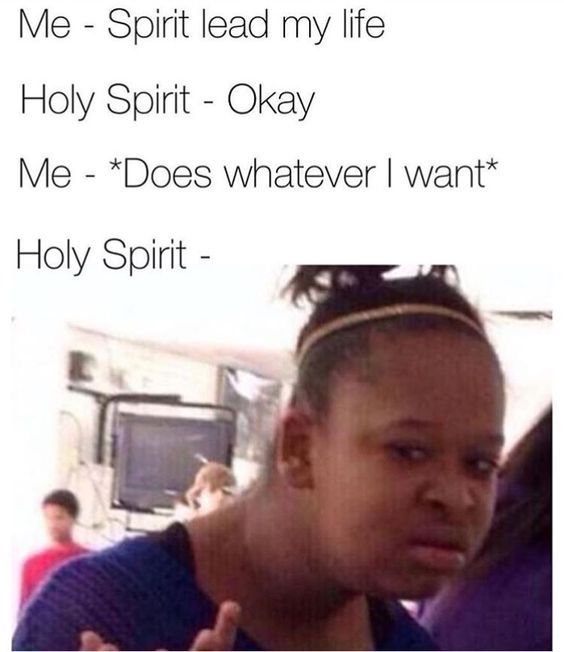 Me - Spirit lead my life
Holy Spirit - Okay
Me - *Does whatever I want*
Holy Spirit -